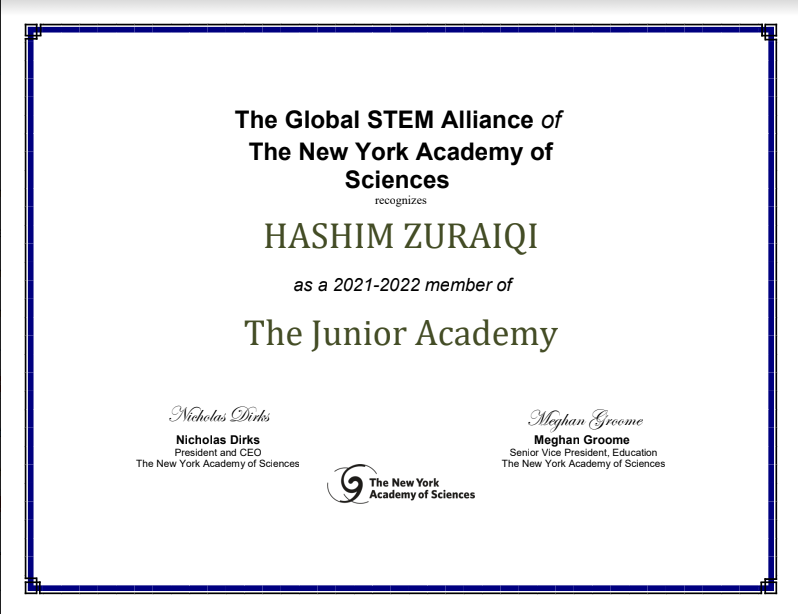 The Global STEM Alliance of
The New York Academy of
Sciences
recognizes
HASHIM ZURAIQI
as a 2021-2022 member of
The Junior Academy
Nicholas Dirks
Nicholas Dirks
President and CEO
The New York Academy of Sciences
Meghan Groome
Meghan Groome
Senior Vice President, Education
The New York Academy of Sciences
The New York
Academy of Sciences